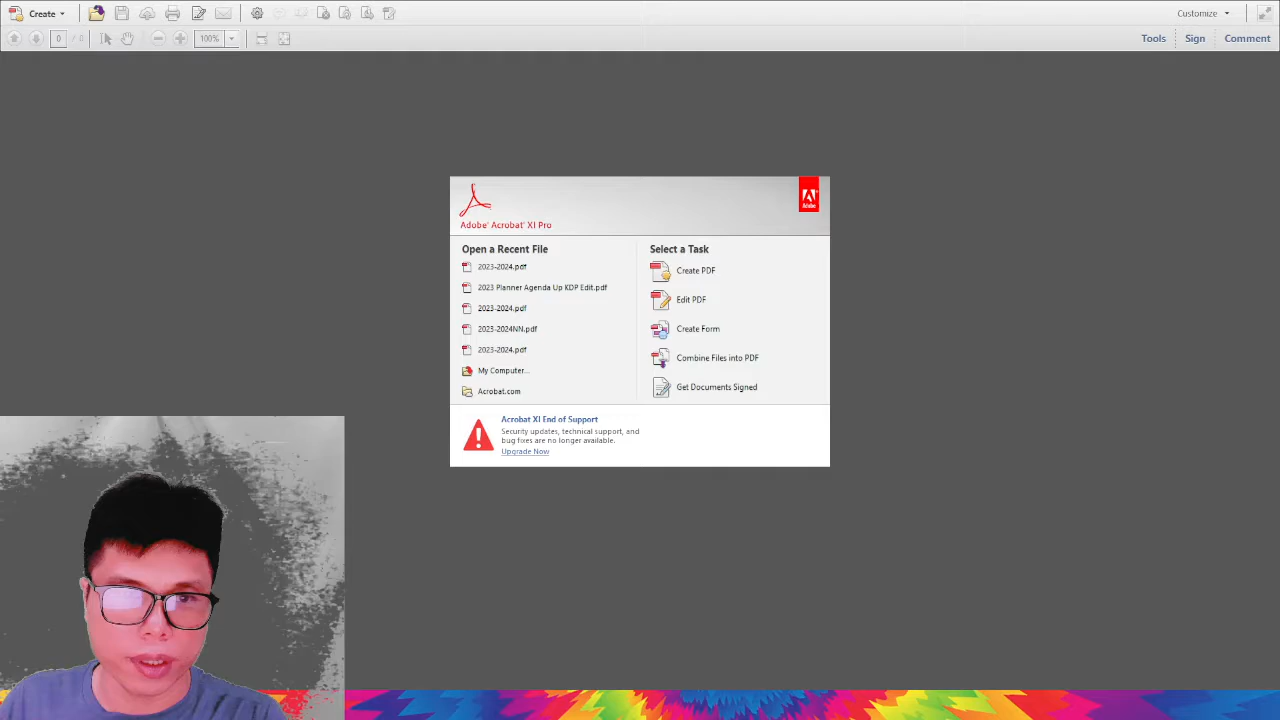 Create
Customize
0 / 0
100%
Tools
Sign
Comment
Adobe
Adobe® Acrobat® XI Pro
Open a Recent File
2023-2024.pdf
2023 Planner Agenda Up KDP Edit.pdf
2023-2024.pdf
2023-2024NN.pdf
2023-2024.pdf
My Computer...
Acrobat.com
Select a Task
Create PDF
Edit PDF
Create Form
Combine Files into PDF
Get Documents Signed
Acrobat XI End of Support
Security updates, technical support, and
bug fixes are no longer available.
Upgrade Now